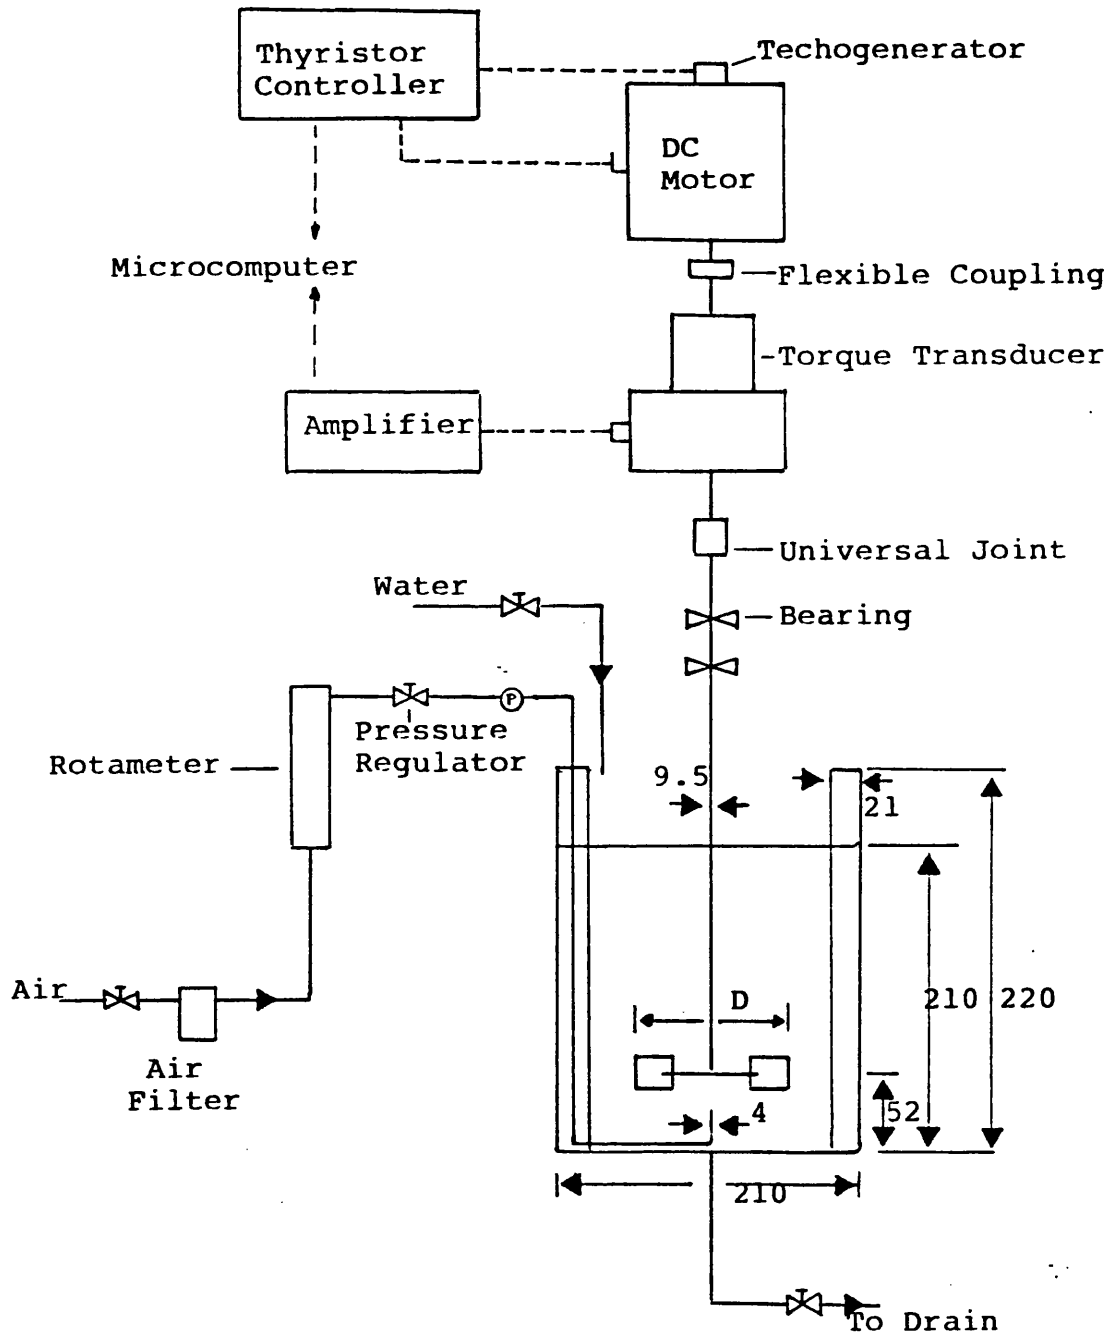 Thyristor
Controller
Techogenerator
DC
Motor
Microcomputer
Flexible Coupling
Torque Transducer
Amplifier
Universal Joint
Water
Bearing
P
Pressure
Regulator
Rotameter
9.5
21
Air
D
210
220
Air
Filter
4
52
210
To Drain